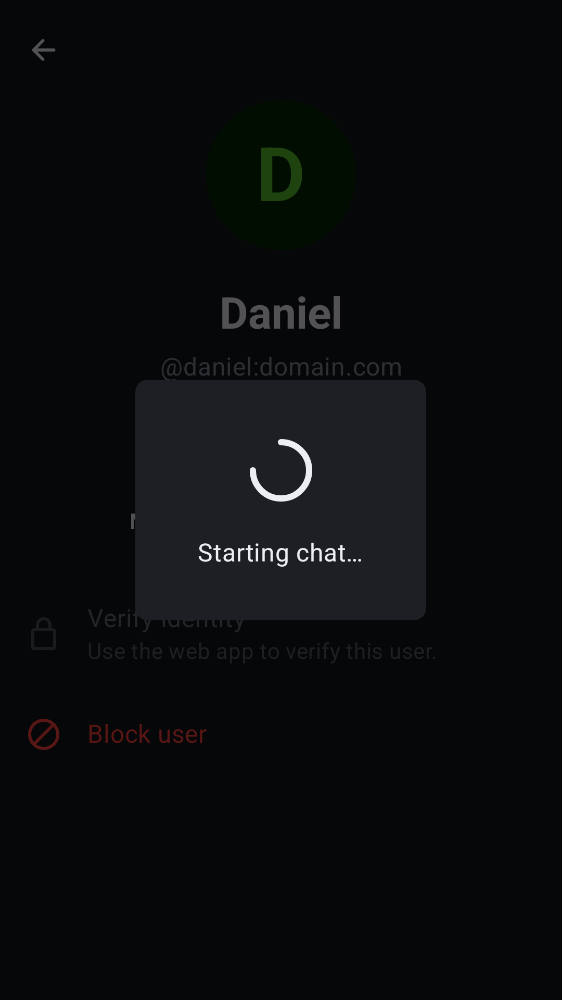 D
Daniel
@daniel:domain.com
Starting chat…
Verify identity
Use the web app to verify this user.
Block user